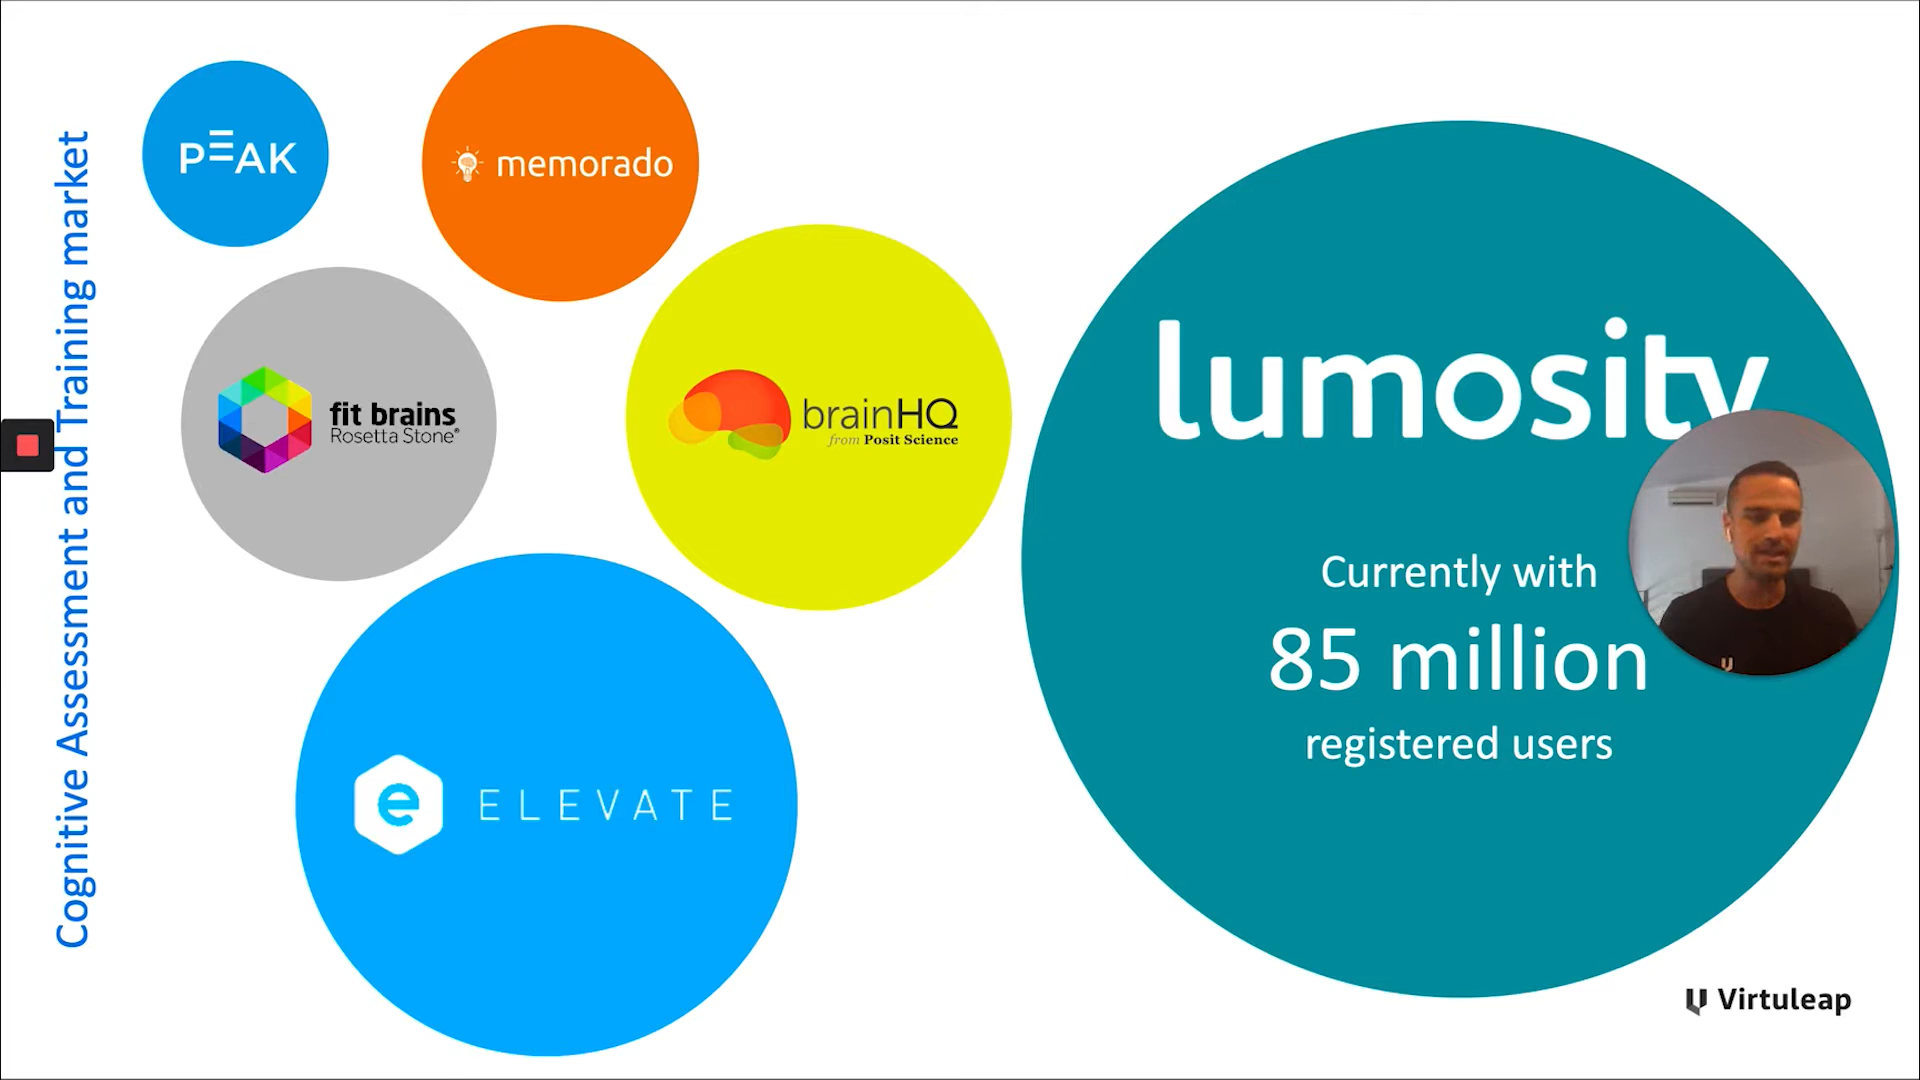 Cognitive Assessment and Training market
PEAK
memorado
fit brains
Rosetta Stone®
brainHQ
from Posit Science
ELEVATE
lumosity
Currently with
85 million
registered users
Virtuleap